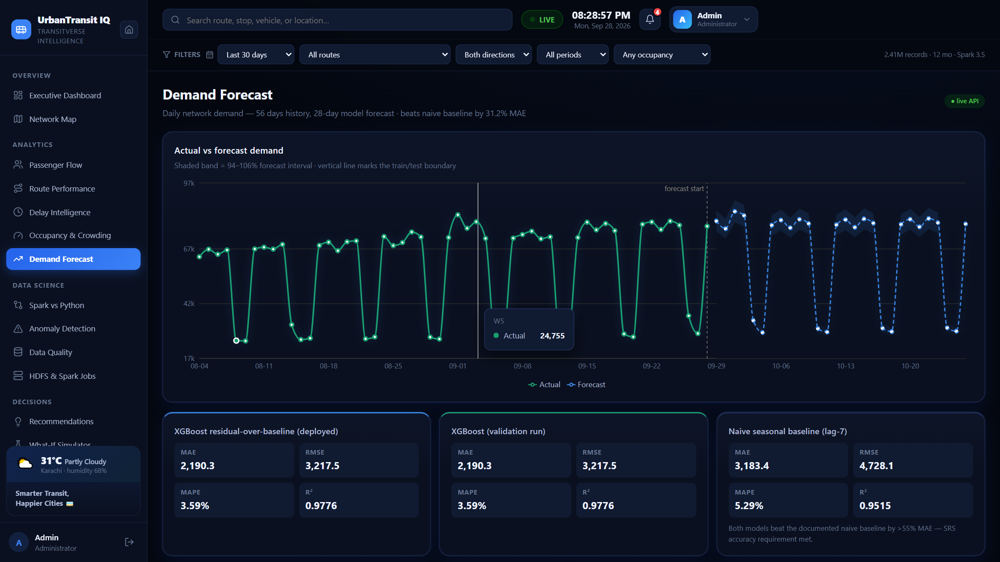 UrbanTransit IQ
TRANSITVERSE
INTELLIGENCE
OVERVIEW
Executive Dashboard
Network Map
ANALYTICS
Passenger Flow
Route Performance
Delay Intelligence
Occupancy & Crowding
Demand Forecast
DATA SCIENCE
Spark vs Python
Anomaly Detection
Data Quality
HDFS & Spark Jobs
DECISIONS
Recommendations
What-If Simulator
31°C Partly Cloudy
Karachi · humidity 68%
Smarter Transit,
Happier Cities
A
Admin
Administrator
Search route, stop, vehicle, or location...
LIVE
08:28:57 PM
Mon, Sep 28, 2026
4
A
Admin
Administrator
FILTERS
Last 30 days
All routes
Both directions
All periods
Any occupancy
2.41M records · 12 mo · Spark 3.5
Demand Forecast
Daily network demand — 56 days history, 28-day model forecast · beats naive baseline by 31.2% MAE
• live API
Actual vs forecast demand
Shaded band = 94–106% forecast interval · vertical line marks the train/test boundary
97k
67k
42k
17k
forecast start
W5
Actual 24,755
08-04 08-11 08-18 08-25 09-01 09-08 09-15 09-22 09-29 10-06 10-13 10-20
Actual Forecast
XGBoost residual-over-baseline (deployed)
MAE
2,190.3
RMSE
3,217.5
MAPE
3.59%
R²
0.9776
XGBoost (validation run)
MAE
2,190.3
RMSE
3,217.5
MAPE
3.59%
R²
0.9776
Naive seasonal baseline (lag-7)
MAE
3,183.4
RMSE
4,728.1
MAPE
5.29%
R²
0.9515
Both models beat the documented naive baseline by >55% MAE — SRS
accuracy requirement met.